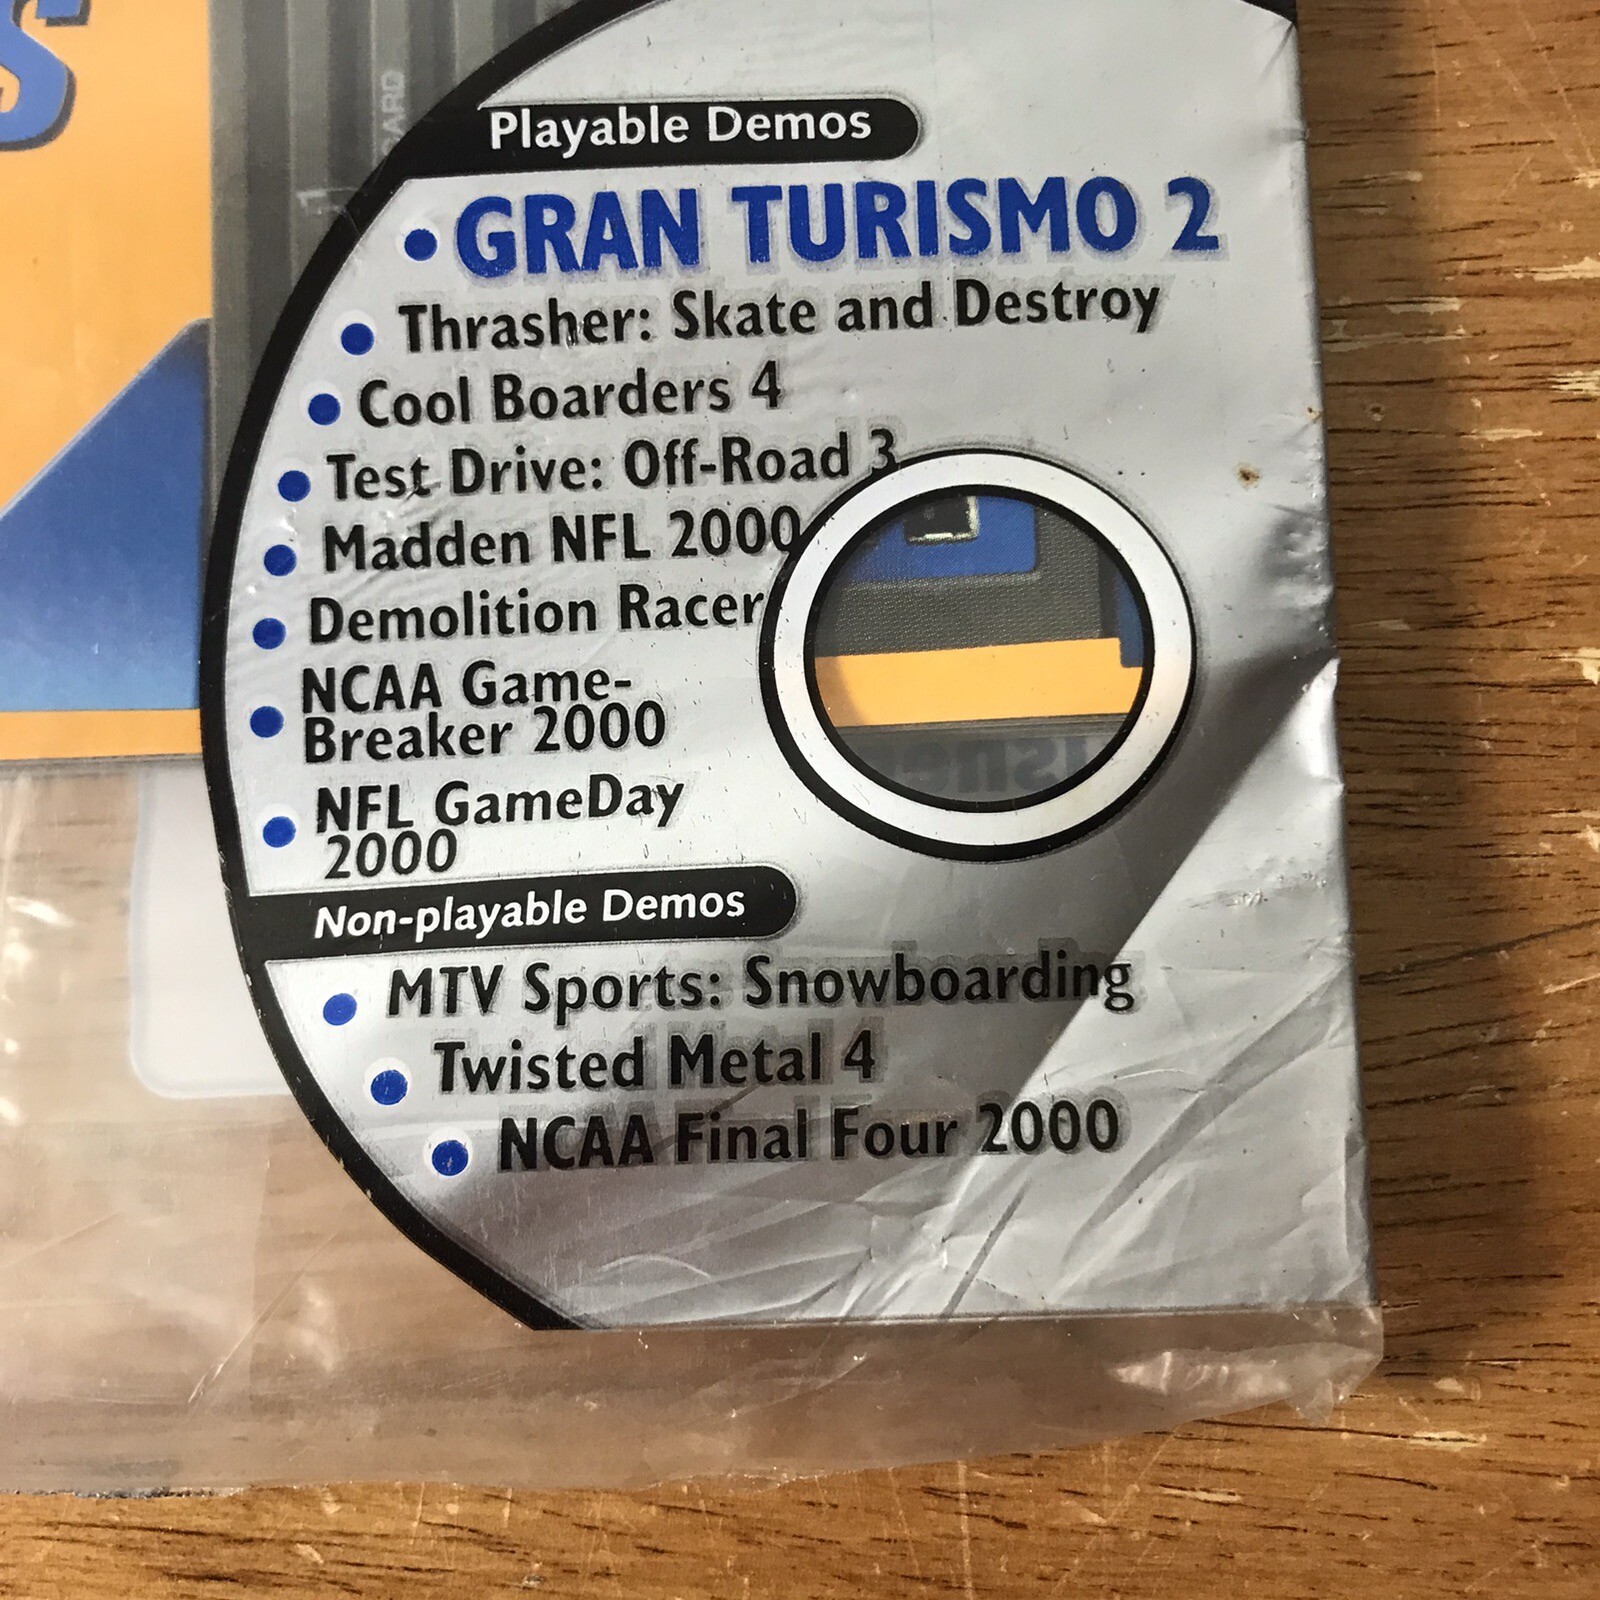 Playable Demos
• GRAN TURISMO 2
• Thrasher: Skate and Destroy
• Cool Boarders 4
• Test Drive: Off-Road 3
• Madden NFL 2000
• Demolition Racer
• NCAA Game-
Breaker 2000
• NFL GameDay
2000
Non-playable Demos
• MTV Sports: Snowboarding
• Twisted Metal 4
• NCAA Final Four 2000